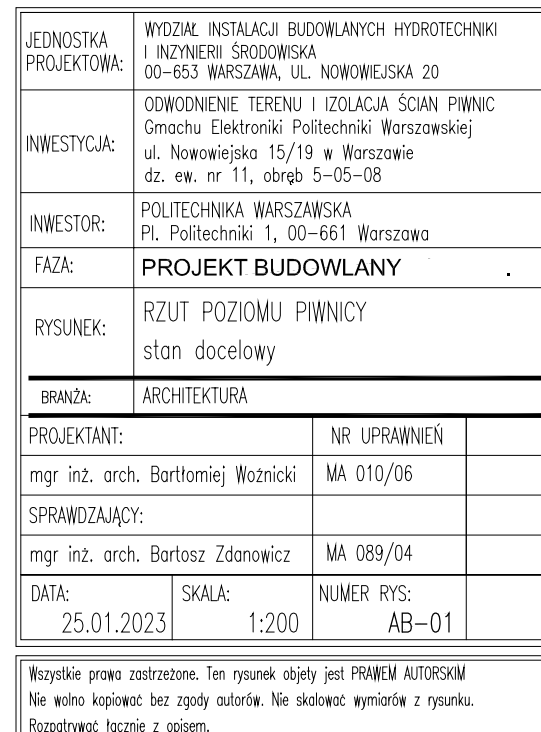 JEDNOSTKA PROJEKTOWA:
WYDZIAŁ INSTALACJI BUDOWLANYCH HYDROTECHNIKI
I INZYNIERII ŚRODOWISKA
00-653 WARSZAWA, UL. NOWOWIEJSKA 20
INWESTYCJA:
ODWODNIENIE TERENU I IZOLACJA ŚCIAN PIWNIC
Gmachu Elektroniki Politechniki Warszawskiej
ul. Nowowiejska 15/19 w Warszawie
dz. ew. nr 11, obręb 5-05-08
INWESTOR:
POLITECHNIKA WARSZAWSKA
Pl. Politechniki 1, 00-661 Warszawa
FAZA:
PROJEKT BUDOWLANY .
RYSUNEK:
RZUT POZIOMU PIWNICY
stan docelowy
BRANŻA: ARCHITEKTURA
PROJEKTANT: NR UPRAWNIEŃ
mgr inż. arch. Bartłomiej Woźnicki MA 010/06
SPRAWDZAJĄCY:
mgr inż. arch. Bartosz Zdanowicz MA 089/04
DATA: SKALA: NUMER RYS:
25.01.2023 1:200 AB-01
Wszystkie prawa zastrzeżone. Ten rysunek objety jest PRAWEM AUTORSKIM
Nie wolno kopiować bez zgody autorów. Nie skalować wymiarów z rysunku.
Rozpatrywać łącznie z opisem.